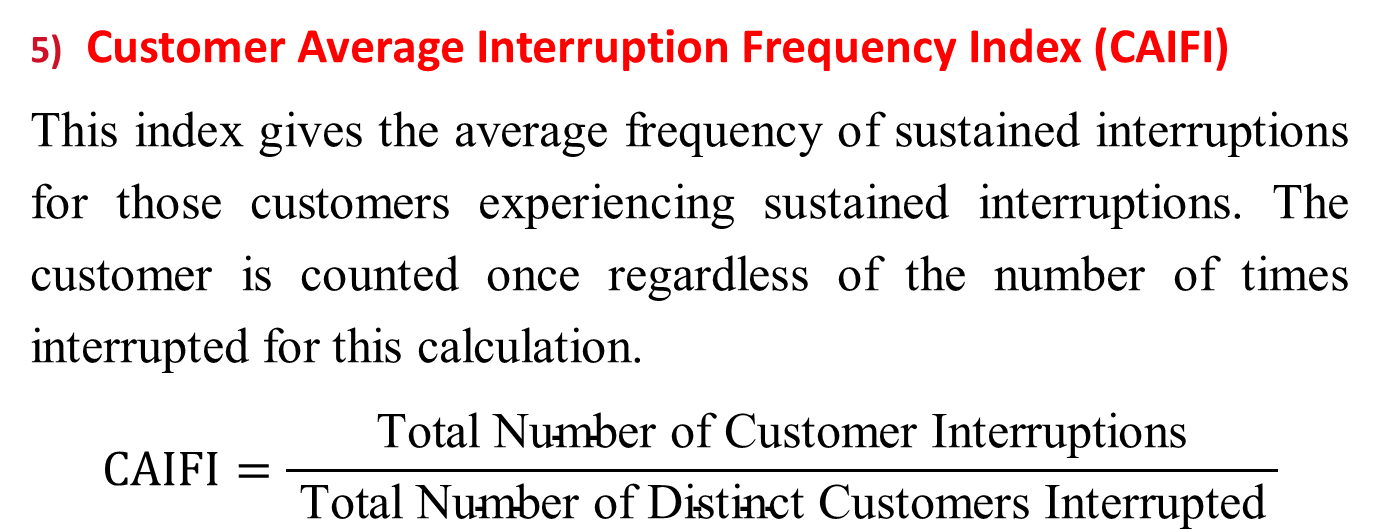 5) Customer Average Interruption Frequency Index (CAIFI)
This index gives the average frequency of sustained interruptions
for those customers experiencing sustained interruptions. The
customer is counted once regardless of the number of times
interrupted for this calculation.
Total Number of Customer Interruptions
CAIFI =
Total Number of Distinct Customers Interrupted